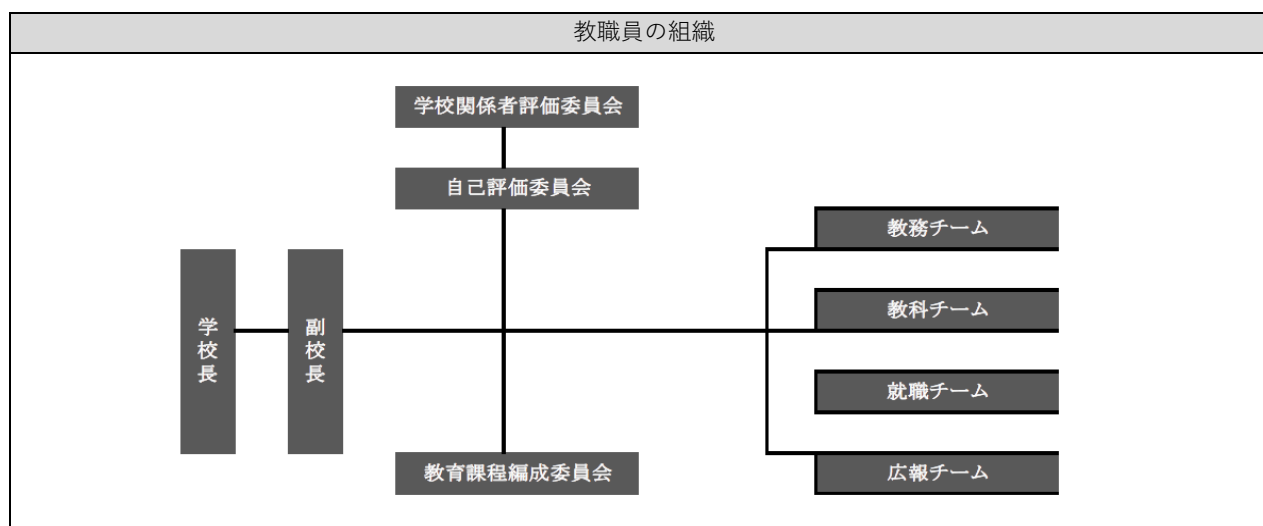 教職員の組織
学校関係者評価委員会
自己評価委員会
教務チーム
学校長
副校長
教科チーム
就職チーム
教育課程編成委員会
広報チーム